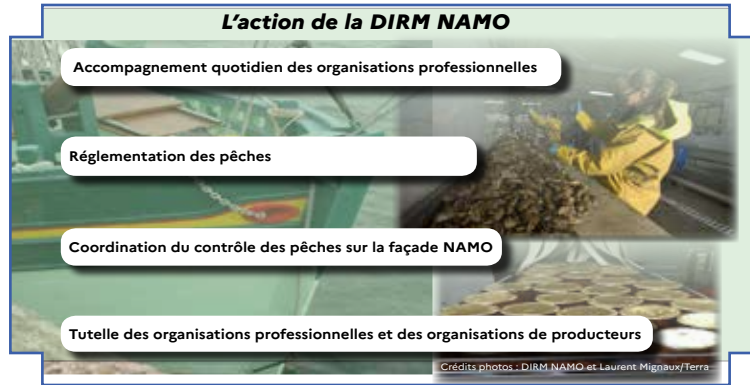 L'action de la DIRM NAMO
Accompagnement quotidien des organisations professionnelles
Réglementation des pêches
Coordination du contrôle des pêches sur la façade NAMO
Tutelle des organisations professionnelles et des organisations de producteurs
Crédits photos : DIRM NAMO et Laurent Mignaux/Terra